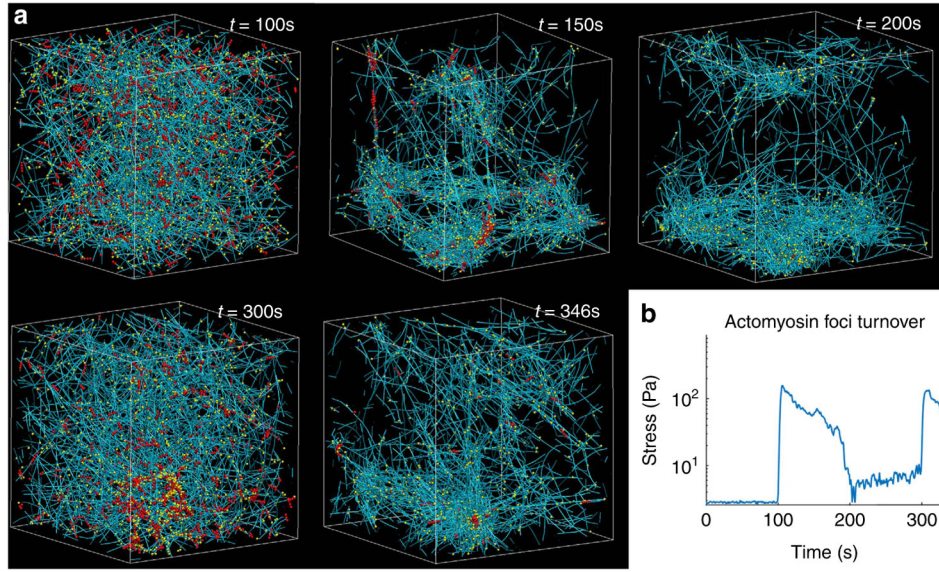 a
t = 100s
t = 150s
t = 200s
t = 300s
t = 346s
b
Actomyosin foci turnover
Stress (Pa)
10²
10¹
0
100
200
300
Time (s)